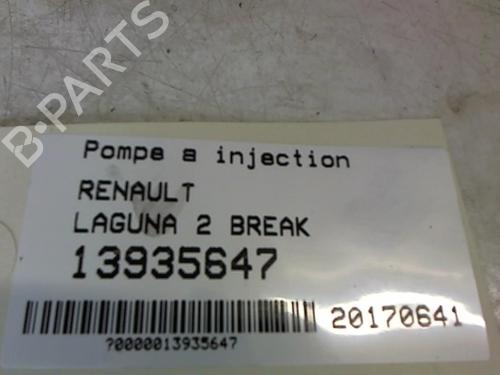 B-PARTS
Pompe a injection
RENAULT
LAGUNA 2 BREAK
13935647
20170641
?0000013935647